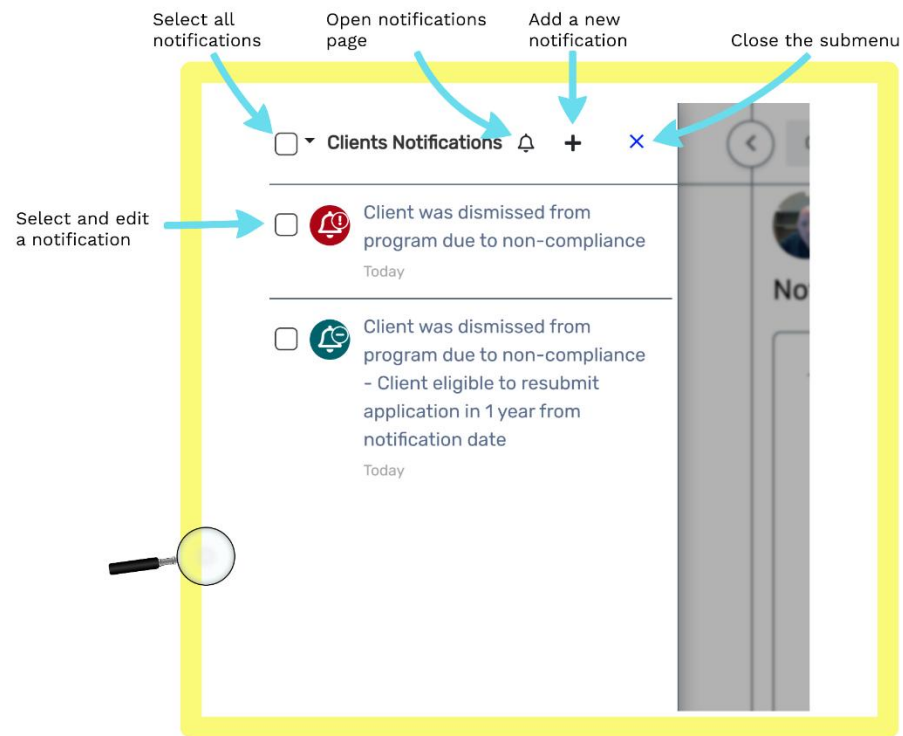 Select all
notifications
Open notifications
page
Add a new
notification
Close the submenu
Clients Notifications
Select and edit
a notification
Client was dismissed from
program due to non-compliance
Today
Client was dismissed from
program due to non-compliance
- Client eligible to resubmit
application in 1 year from
notification date
Today
No